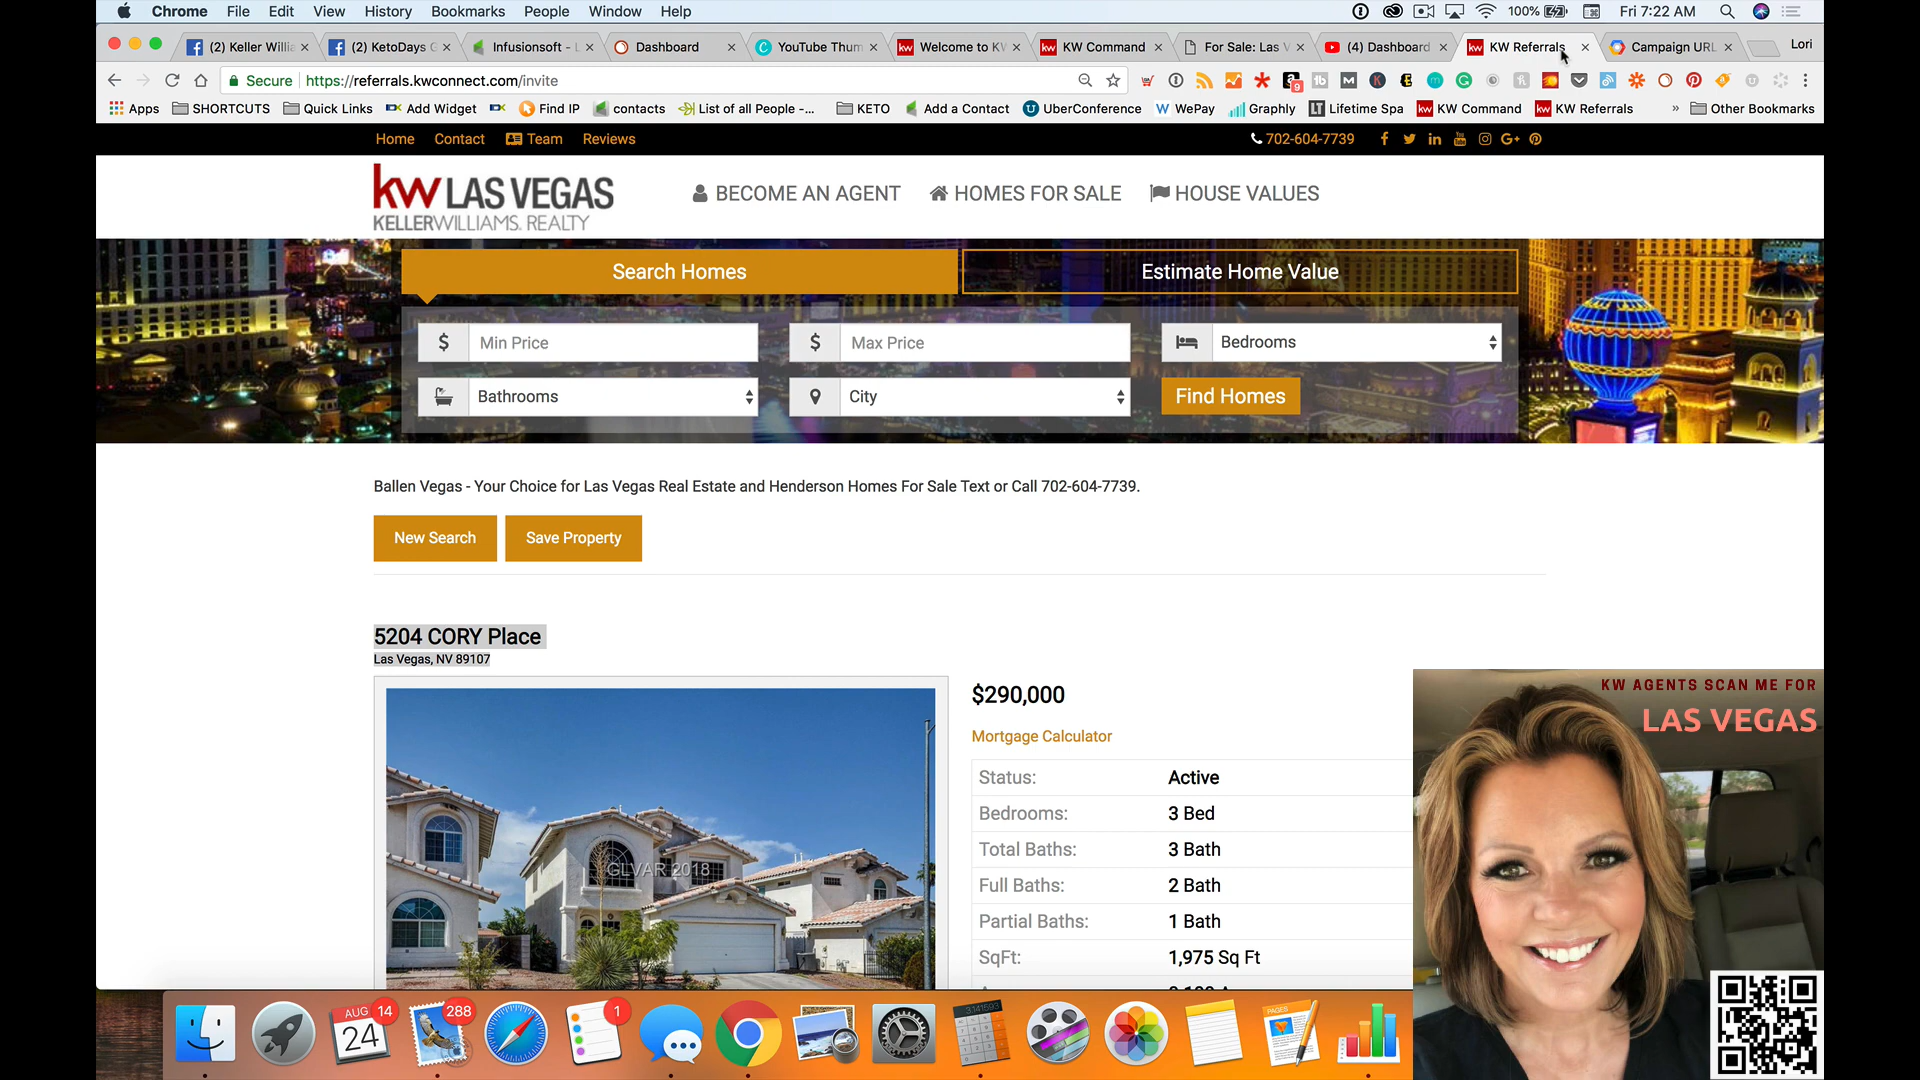 Chrome File Edit View History Bookmarks People Window Help
100% Fri 7:22 AM
(2) Keller Willia
(2) KetoDays G
Infusionsoft - L
Dashboard
YouTube Thum
Welcome to KW
KW Command
For Sale: Las V
(4) Dashboard
KW Referrals
Campaign URL
Lori
Secure https://referrals.kwconnect.com/invite
Apps SHORTCUTS Quick Links Add Widget Find IP contacts List of all People -... KETO Add a Contact UberConference WePay Graphly Lifetime Spa KW Command KW Referrals » Other Bookmarks
Home Contact Team Reviews
702-604-7739
kw LAS VEGAS
KELLERWILLIAMS. REALTY
BECOME AN AGENT HOMES FOR SALE HOUSE VALUES
Search Homes
Estimate Home Value
$ Min Price
$ Max Price
Bedrooms
Bathrooms
City
Find Homes
Ballen Vegas - Your Choice for Las Vegas Real Estate and Henderson Homes For Sale Text or Call 702-604-7739.
New Search
Save Property
5204 CORY Place
Las Vegas, NV 89107
GLVAR 2018
$290,000
Mortgage Calculator
Status: Active
Bedrooms: 3 Bed
Total Baths: 3 Bath
Full Baths: 2 Bath
Partial Baths: 1 Bath
SqFt: 1,975 Sq Ft
KW AGENTS SCAN ME FOR
LAS VEGAS
AUG 14
24
288
1
PAGES